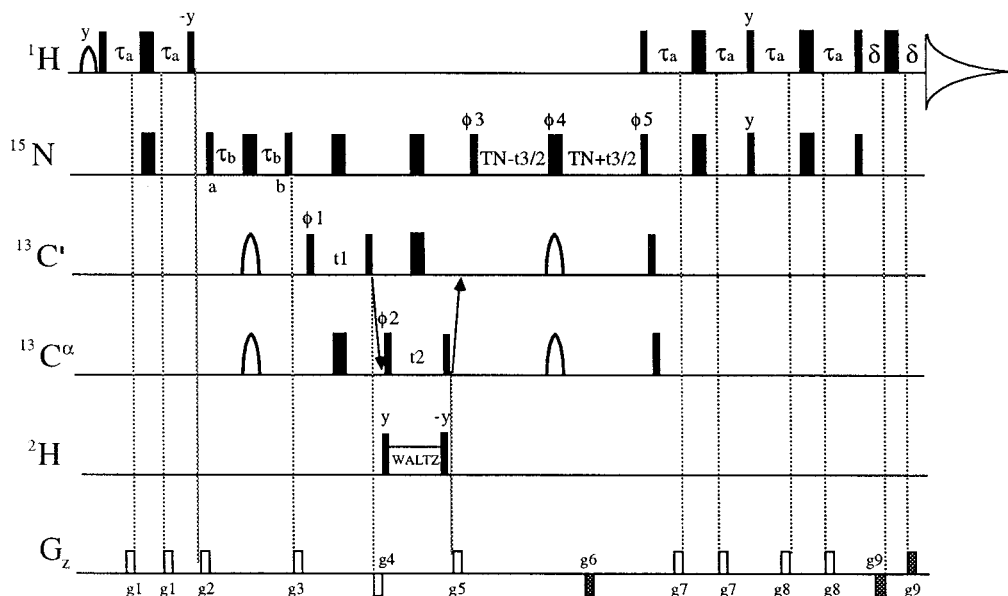 y -y y
¹H τa τa τa τa τa τa δ δ
ϕ3 ϕ4 ϕ5 y
¹⁵N τb τb TN-t3/2 TN+t3/2
a b
ϕ1
¹³C' t1
ϕ2
¹³Cα t2
y -y
²H WALTZ
g4 g6 g9
Gz
g1 g1 g2 g3 g5 g7 g7 g8 g8 g9